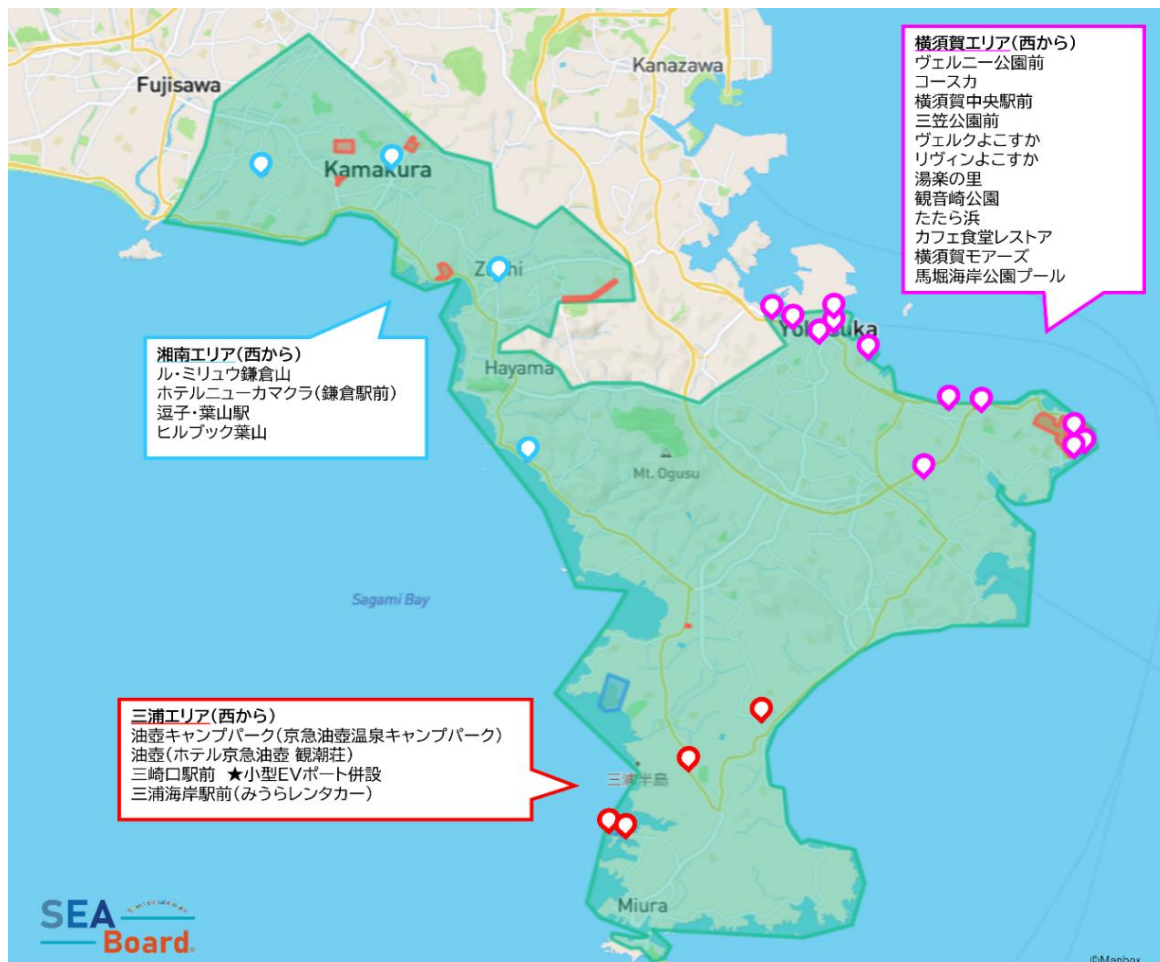 Fujisawa
Kanazawa
Kamakura
横須賀エリア(西から)
ヴェルニー公園前
コースカ
横須賀中央駅前
三笠公園前
ヴェルクよこすか
リヴィンよこすか
湯楽の里
観音崎公園
たたら浜
カフェ食堂レストア
横須賀モアーズ
馬堀海岸公園プール
湘南エリア(西から)
ル・ミリュウ鎌倉山
ホテルニューカマクラ(鎌倉駅前)
逗子・葉山駅
ヒルブック葉山
Hayama
Mt. Ogusu
Sagami Bay
三浦エリア(西から)
油壺キャンプパーク(京急油壺温泉キャンプパーク)
油壺(ホテル京急油壺 観潮荘)
三崎口駅前 ★小型EVポート併設
三浦海岸駅前(みうらレンタカー)
三浦半島
Miura
SEA
Board